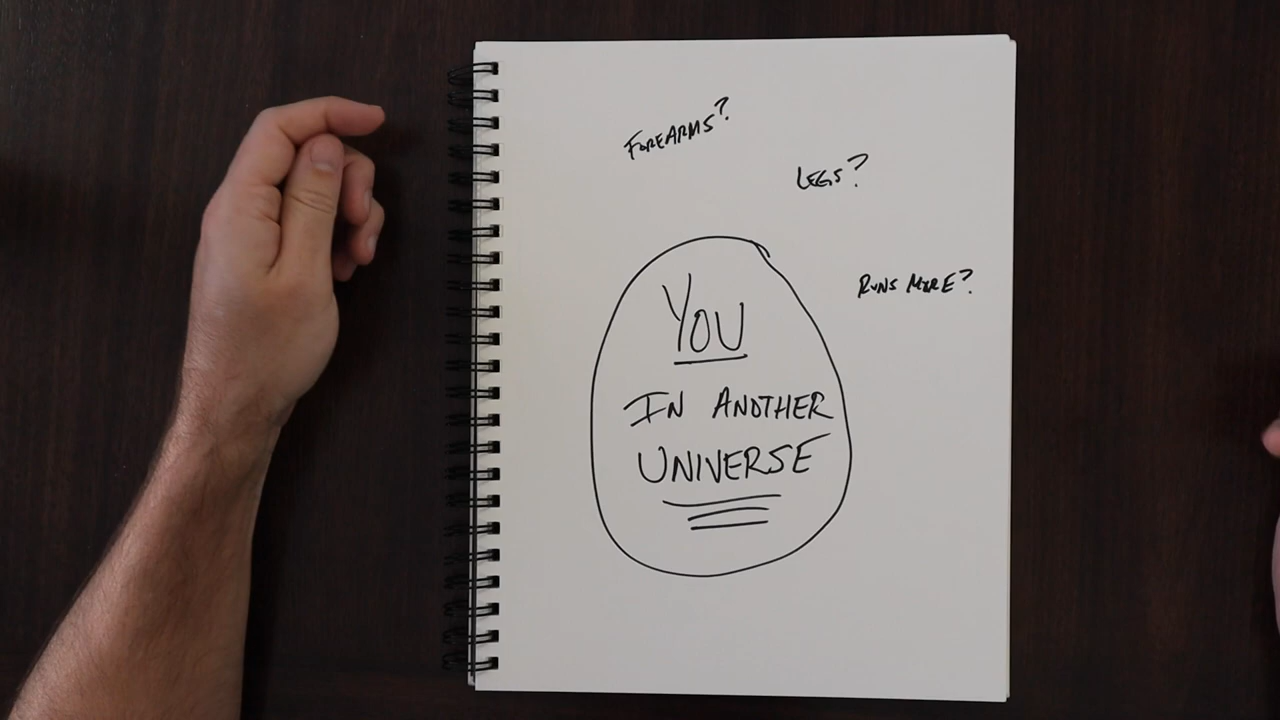 FOREARMS?
LEGS?
RUNS MORE?
YOU
IN ANOTHER
UNIVERSE